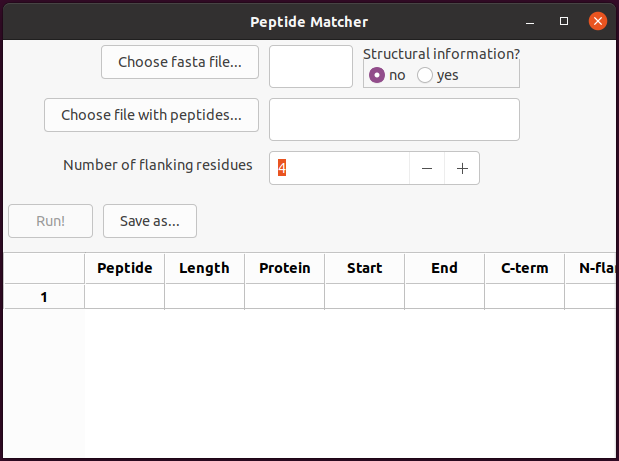 Peptide Matcher
Choose fasta file...
Structural information?
no yes
Choose file with peptides...
Number of flanking residues 4
Run! Save as...
Peptide Length Protein Start End C-term N-fla
1